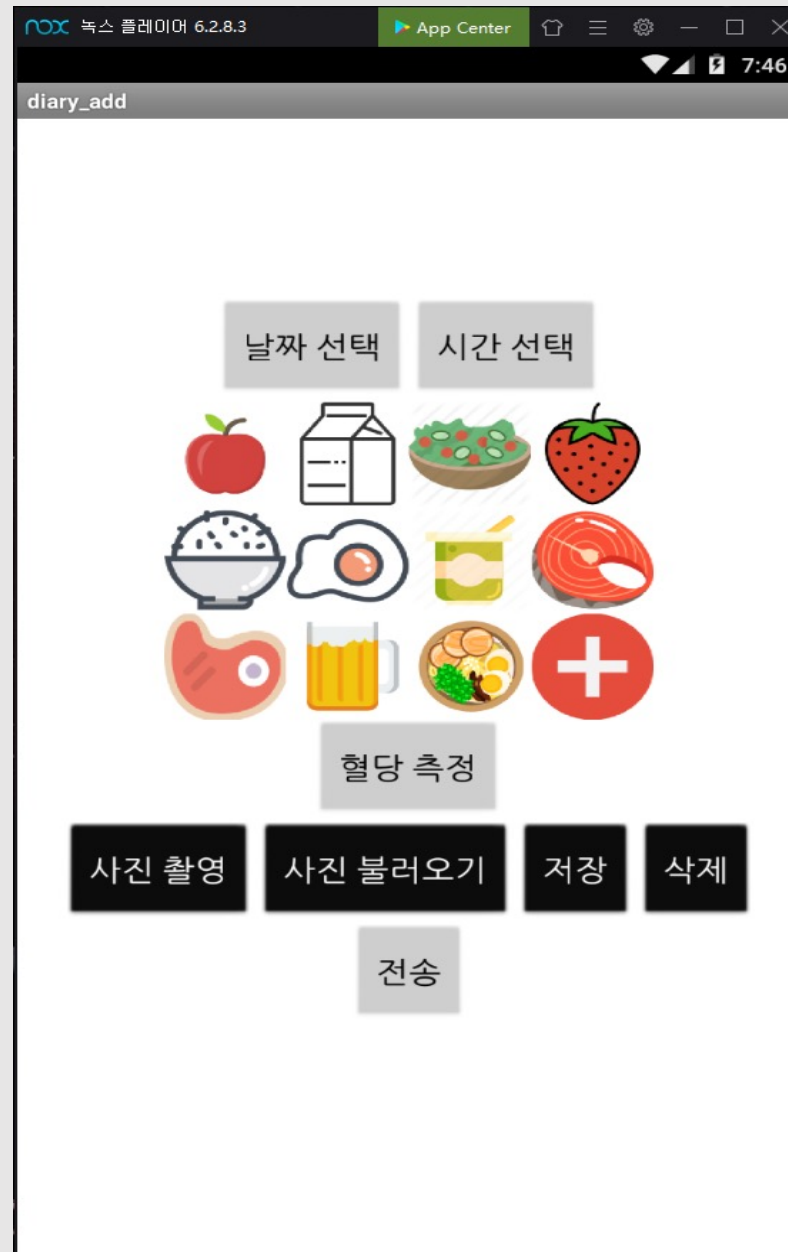 nox 녹스 플레이어 6.2.8.3 App Center
7:46
diary_add
날짜 선택 시간 선택
혈당 측정
사진 촬영 사진 불러오기 저장 삭제
전송